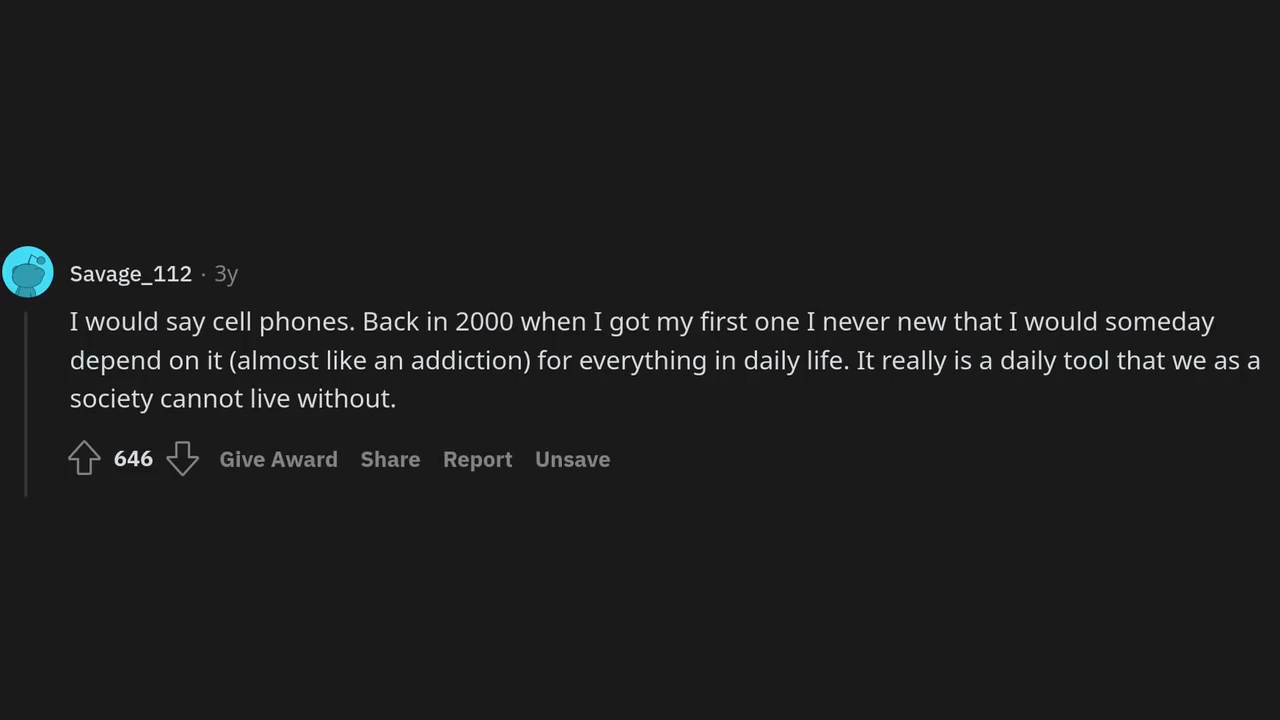 Savage_112 · 3y
I would say cell phones. Back in 2000 when I got my first one I never new that I would someday
depend on it (almost like an addiction) for everything in daily life. It really is a daily tool that we as a
society cannot live without.
646 Give Award Share Report Unsave